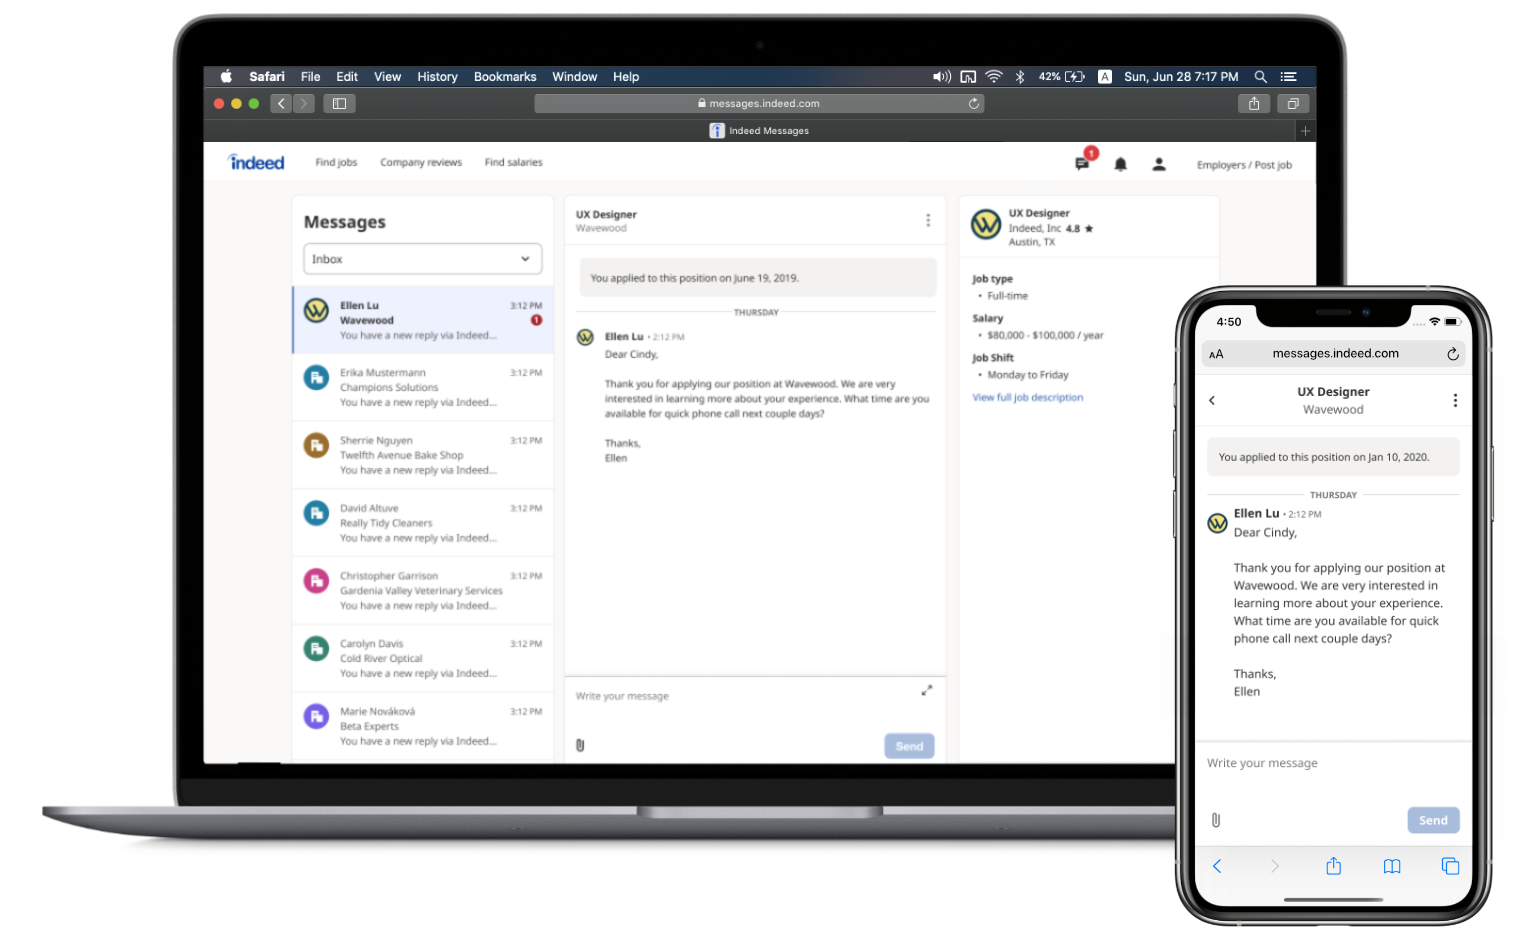 Safari File Edit View History Bookmarks Window Help
42% A Sun, Jun 28 7:17 PM
messages.indeed.com
Indeed Messages
indeed Find jobs Company reviews Find salaries
1
Employers / Post job
Messages
Inbox
Ellen Lu 3:12 PM
Wavewood 1
You have a new reply via Indeed...
Erika Mustermann 3:12 PM
Champions Solutions
You have a new reply via Indeed...
Sherrie Nguyen 3:12 PM
Twelfth Avenue Bake Shop
You have a new reply via Indeed...
David Altuve 3:12 PM
Really Tidy Cleaners
You have a new reply via Indeed...
Christopher Garrison 3:12 PM
Gardenia Valley Veterinary Services
You have a new reply via Indeed...
Carolyn Davis 3:12 PM
Cold River Optical
You have a new reply via Indeed...
Marie Nováková 3:12 PM
Beta Experts
You have a new reply via Indeed...
UX Designer
Wavewood
You applied to this position on June 19, 2019.
THURSDAY
Ellen Lu • 2:12 PM
Dear Cindy,
Thank you for applying our position at Wavewood. We are very
interested in learning more about your experience. What time are you
available for quick phone call next couple days?
Thanks,
Ellen
Write your message
Send
UX Designer
Indeed, Inc 4.8 ★
Austin, TX
Job type
• Full-time
Salary
• $80,000 - $100,000 / year
Job Shift
• Monday to Friday
View full job description
4:50
AA messages.indeed.com
UX Designer
Wavewood
You applied to this position on Jan 10, 2020.
THURSDAY
Ellen Lu • 2:12 PM
Dear Cindy,
Thank you for applying our position at
Wavewood. We are very interested in
learning more about your experience.
What time are you available for quick
phone call next couple days?
Thanks,
Ellen
Write your message
Send